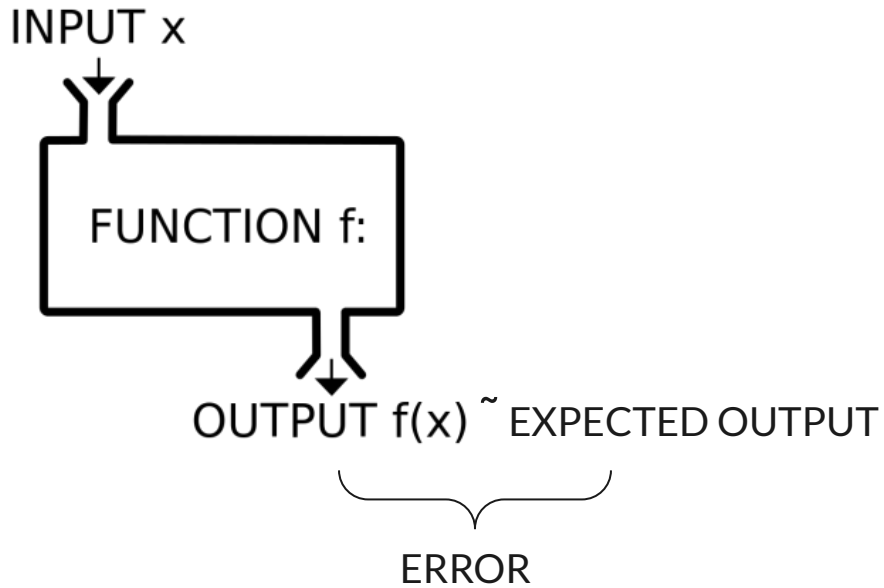 INPUT x
FUNCTION f:
OUTPUT f(x) ~ EXPECTED OUTPUT
ERROR